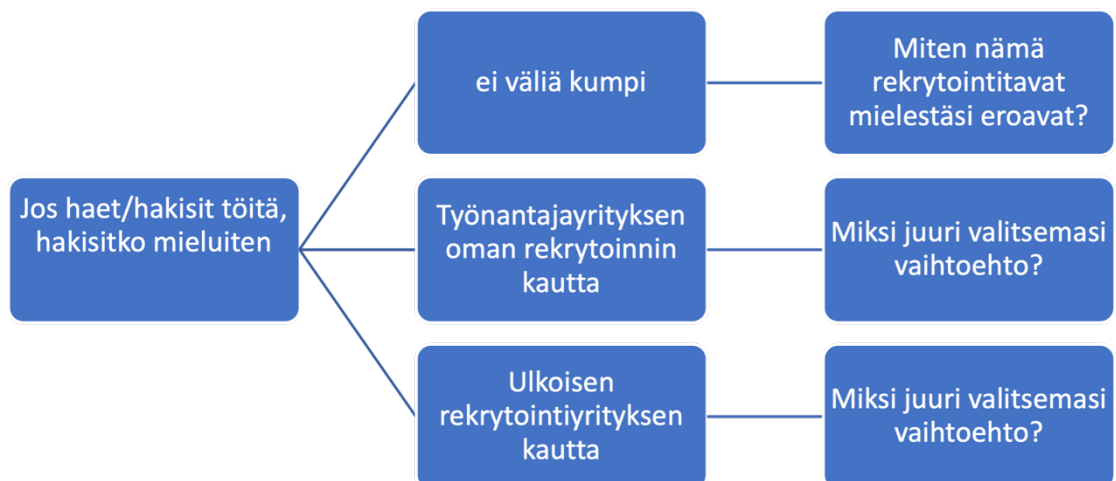 Jos haet/hakisit töitä,
hakisitko mieluiten
ei väliä kumpi
Miten nämä
rekrytointitavat
mielestäsi eroavat?
Työnantajayrityksen
oman rekrytoinnin
kautta
Miksi juuri valitsemasi
vaihtoehto?
Ulkoisen
rekrytointiyrityksen
kautta
Miksi juuri valitsemasi
vaihtoehto?